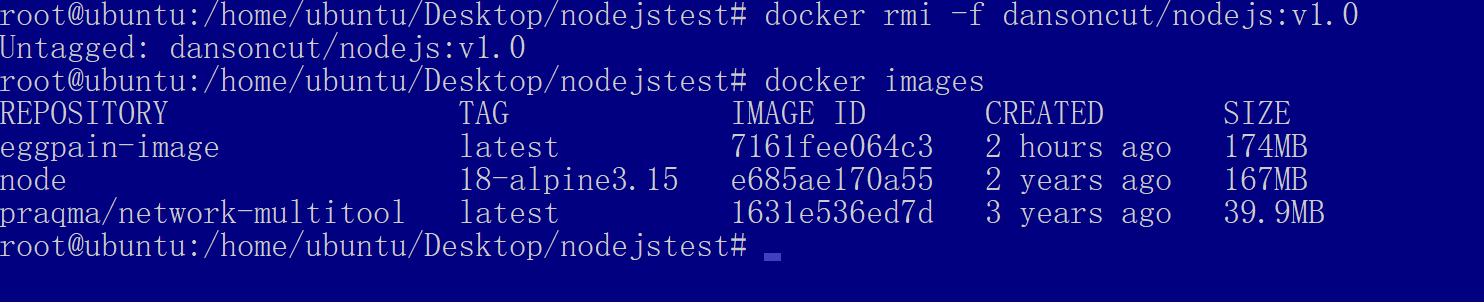 root@ubuntu:/home/ubuntu/Desktop/nodejstest# docker rmi -f dansoncut/nodejs:v1.0
Untagged: dansoncut/nodejs:v1.0
root@ubuntu:/home/ubuntu/Desktop/nodejstest# docker images
REPOSITORY TAG IMAGE ID CREATED SIZE
eggpain-image latest 7161fee064c3 2 hours ago 174MB
node 18-alpine3.15 e685ae170a55 2 years ago 167MB
praqma/network-multitool latest 1631e536ed7d 3 years ago 39.9MB
root@ubuntu:/home/ubuntu/Desktop/nodejstest#